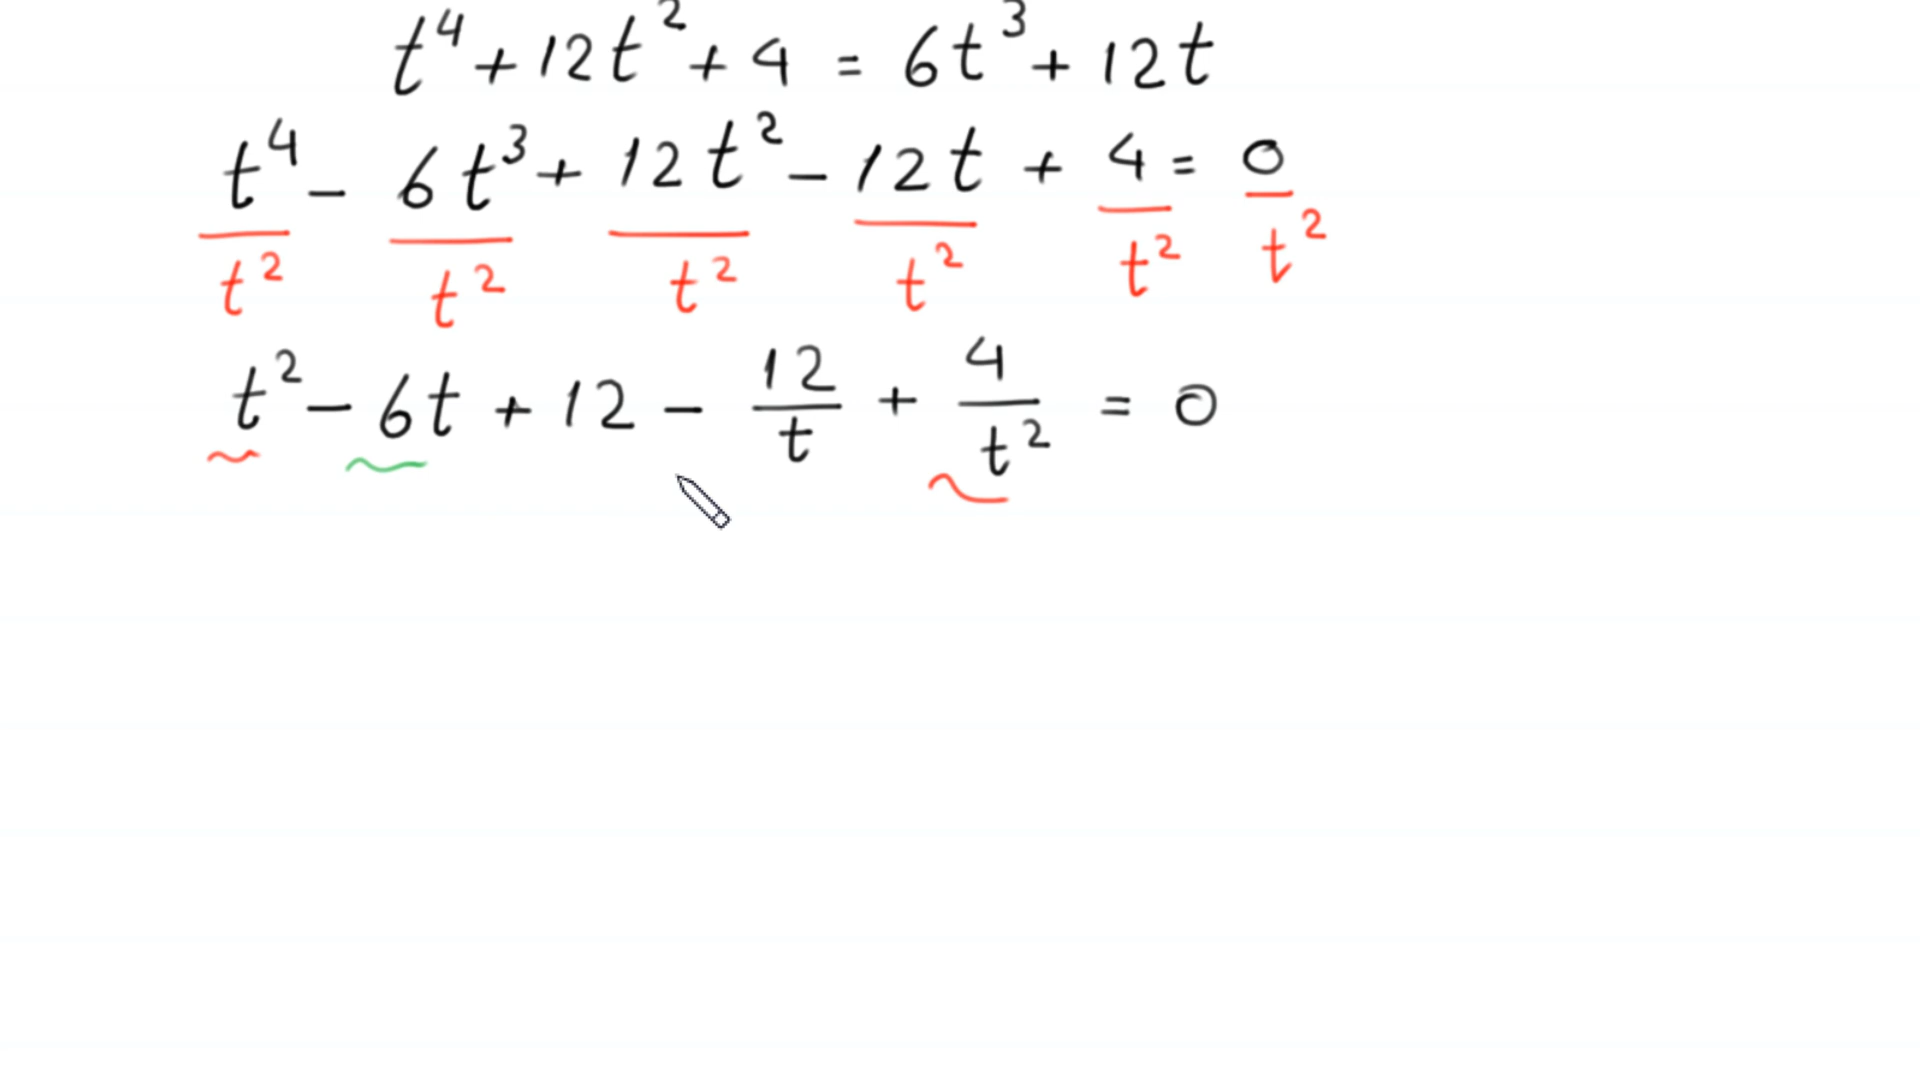 t⁴ + 12t² + 4 = 6t³ + 12t
t⁴/t² - 6t³/t² + 12t²/t² - 12t/t² + 4/t² = 0/t²
t² - 6t + 12 - 12/t + 4/t² = 0